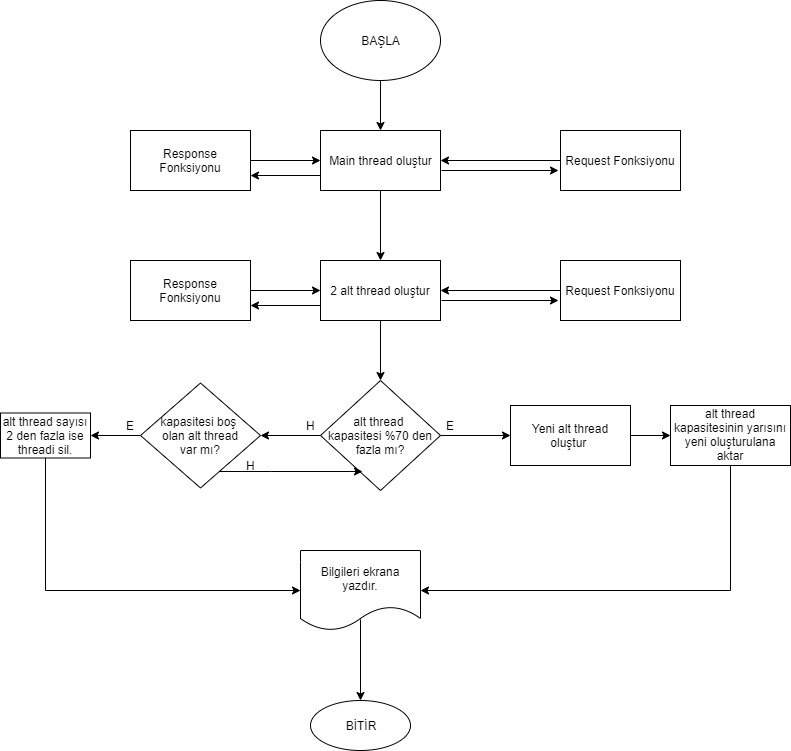 BAŞLA
Response
Fonksiyonu
Main thread oluştur
Request Fonksiyonu
Response
Fonksiyonu
2 alt thread oluştur
Request Fonksiyonu
alt thread sayısı
2 den fazla ise
threadi sil.
E
kapasitesi boş
olan alt thread
var mı?
H
H
alt thread
kapasitesi %70 den
fazla mı?
E
Yeni alt thread
oluştur
alt thread
kapasitesinin yarısını
yeni oluşturulana
aktar
Bilgileri ekrana
yazdır.
BİTİR